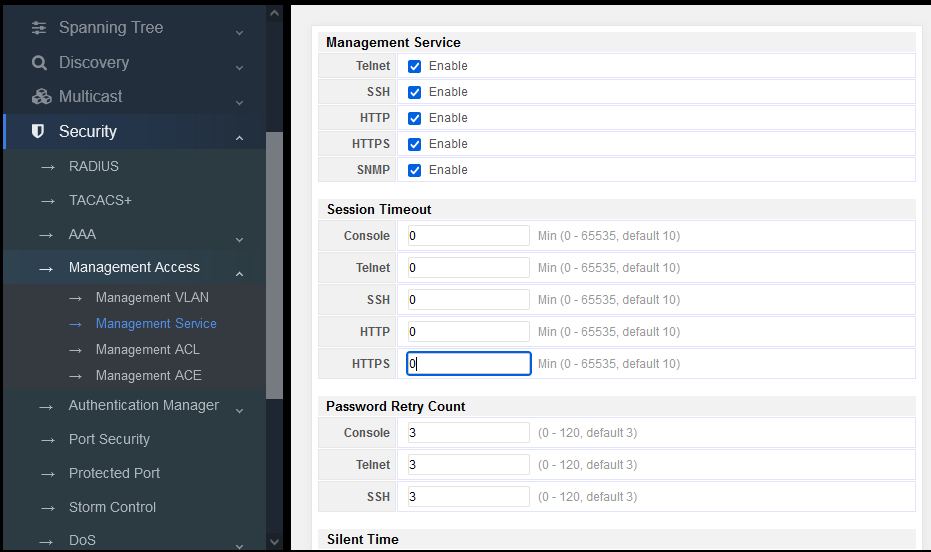 Spanning Tree
Discovery
Multicast
Security
RADIUS
TACACS+
AAA
Management Access
Management VLAN
Management Service
Management ACL
Management ACE
Authentication Manager
Port Security
Protected Port
Storm Control
DoS
Management Service
Telnet Enable
SSH Enable
HTTP Enable
HTTPS Enable
SNMP Enable
Session Timeout
Console 0 Min (0 - 65535, default 10)
Telnet 0 Min (0 - 65535, default 10)
SSH 0 Min (0 - 65535, default 10)
HTTP 0 Min (0 - 65535, default 10)
HTTPS 0 Min (0 - 65535, default 10)
Password Retry Count
Console 3 (0 - 120, default 3)
Telnet 3 (0 - 120, default 3)
SSH 3 (0 - 120, default 3)
Silent Time